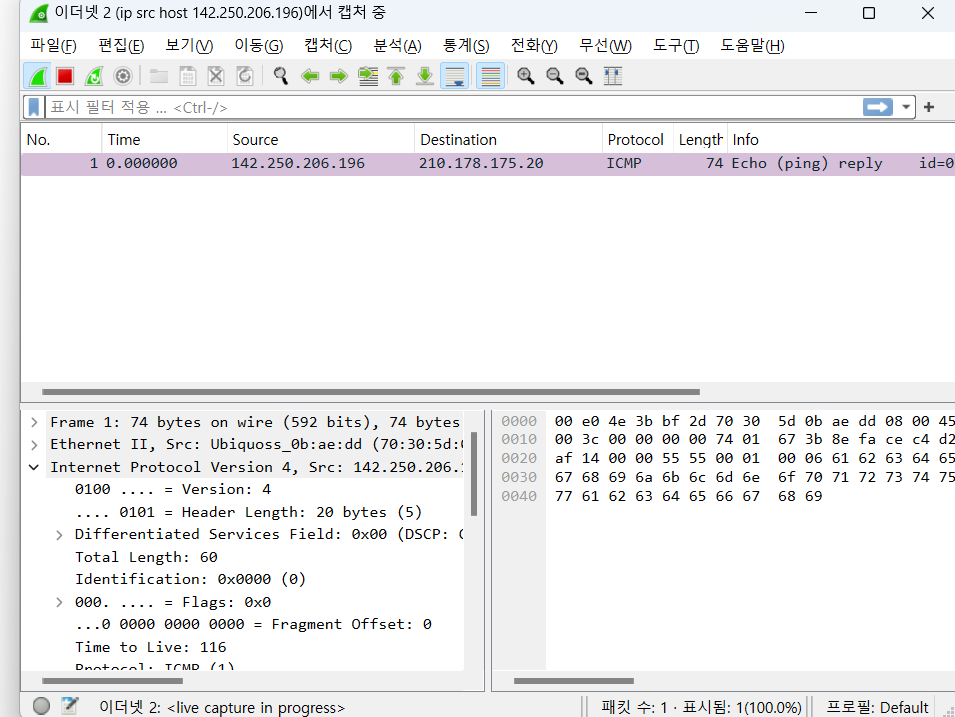 이더넷 2 (ip src host 142.250.206.196)에서 캡처 중
파일(F) 편집(E) 보기(V) 이동(G) 캡처(C) 분석(A) 통계(S) 전화(Y) 무선(W) 도구(T) 도움말(H)
표시 필터 적용 … <Ctrl-/>
No. Time Source Destination Protocol Length Info
1 0.000000 142.250.206.196 210.178.175.20 ICMP 74 Echo (ping) reply id=0
Frame 1: 74 bytes on wire (592 bits), 74 bytes
Ethernet II, Src: Ubiquoss_0b:ae:dd (70:30:5d:
Internet Protocol Version 4, Src: 142.250.206.
0100 .... = Version: 4
.... 0101 = Header Length: 20 bytes (5)
Differentiated Services Field: 0x00 (DSCP:
Total Length: 60
Identification: 0x0000 (0)
000. .... = Flags: 0x0
...0 0000 0000 0000 = Fragment Offset: 0
Time to Live: 116
Protocol: ICMP (1)
0000 00 e0 4e 3b bf 2d 70 30 5d 0b ae dd 08 00 45
0010 00 3c 00 00 00 00 74 01 67 3b 8e fa ce c4 d2
0020 af 14 00 00 55 55 00 01 00 06 61 62 63 64 65
0030 67 68 69 6a 6b 6c 6d 6e 6f 70 71 72 73 74 75
0040 77 61 62 63 64 65 66 67 68 69
이더넷 2: <live capture in progress> 패킷 수: 1 · 표시됨: 1(100.0%) 프로필: Default